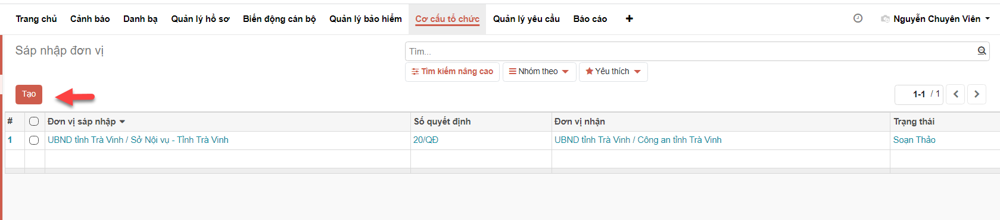 Trang chủ Cảnh báo Danh bạ Quản lý hồ sơ Biến động cán bộ Quản lý bảo hiểm Cơ cấu tổ chức Quản lý yêu cầu Báo cáo + Nguyễn Chuyên Viên
Sáp nhập đơn vị
Tìm...
Tìm kiếm nâng cao Nhóm theo Yêu thích
Tạo
1-1 / 1
# Đơn vị sáp nhập Số quyết định Đơn vị nhận Trạng thái
1 UBND tỉnh Trà Vinh / Sở Nội vụ - Tỉnh Trà Vinh 20/QĐ UBND tỉnh Trà Vinh / Công an tỉnh Trà Vinh Soạn Thảo